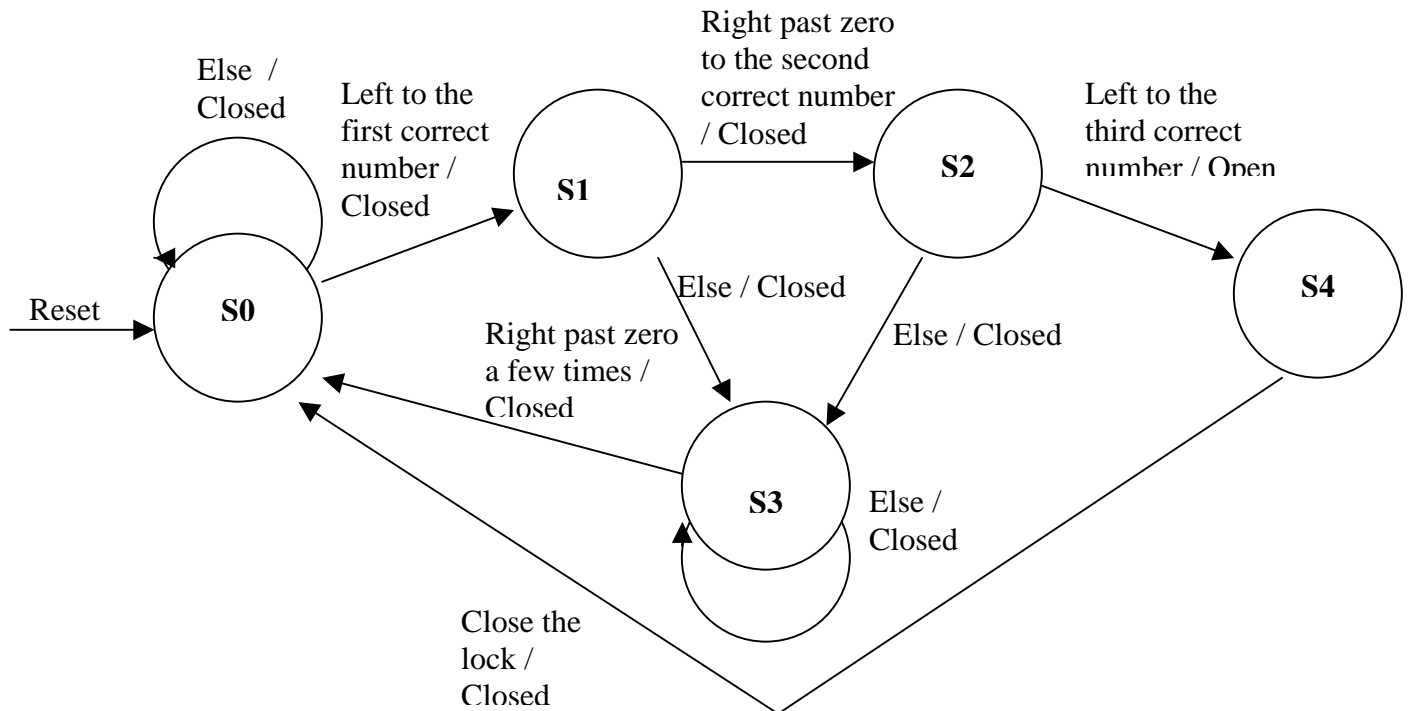 Right past zero
to the second
correct number
/ Closed
Else /
Closed
Left to the
first correct
number /
Closed
Left to the
third correct
number / Open
S1
S2
S4
S0
Reset
Else / Closed
Else / Closed
Right past zero
a few times /
Closed
S3
Else /
Closed
Close the
lock /
Closed